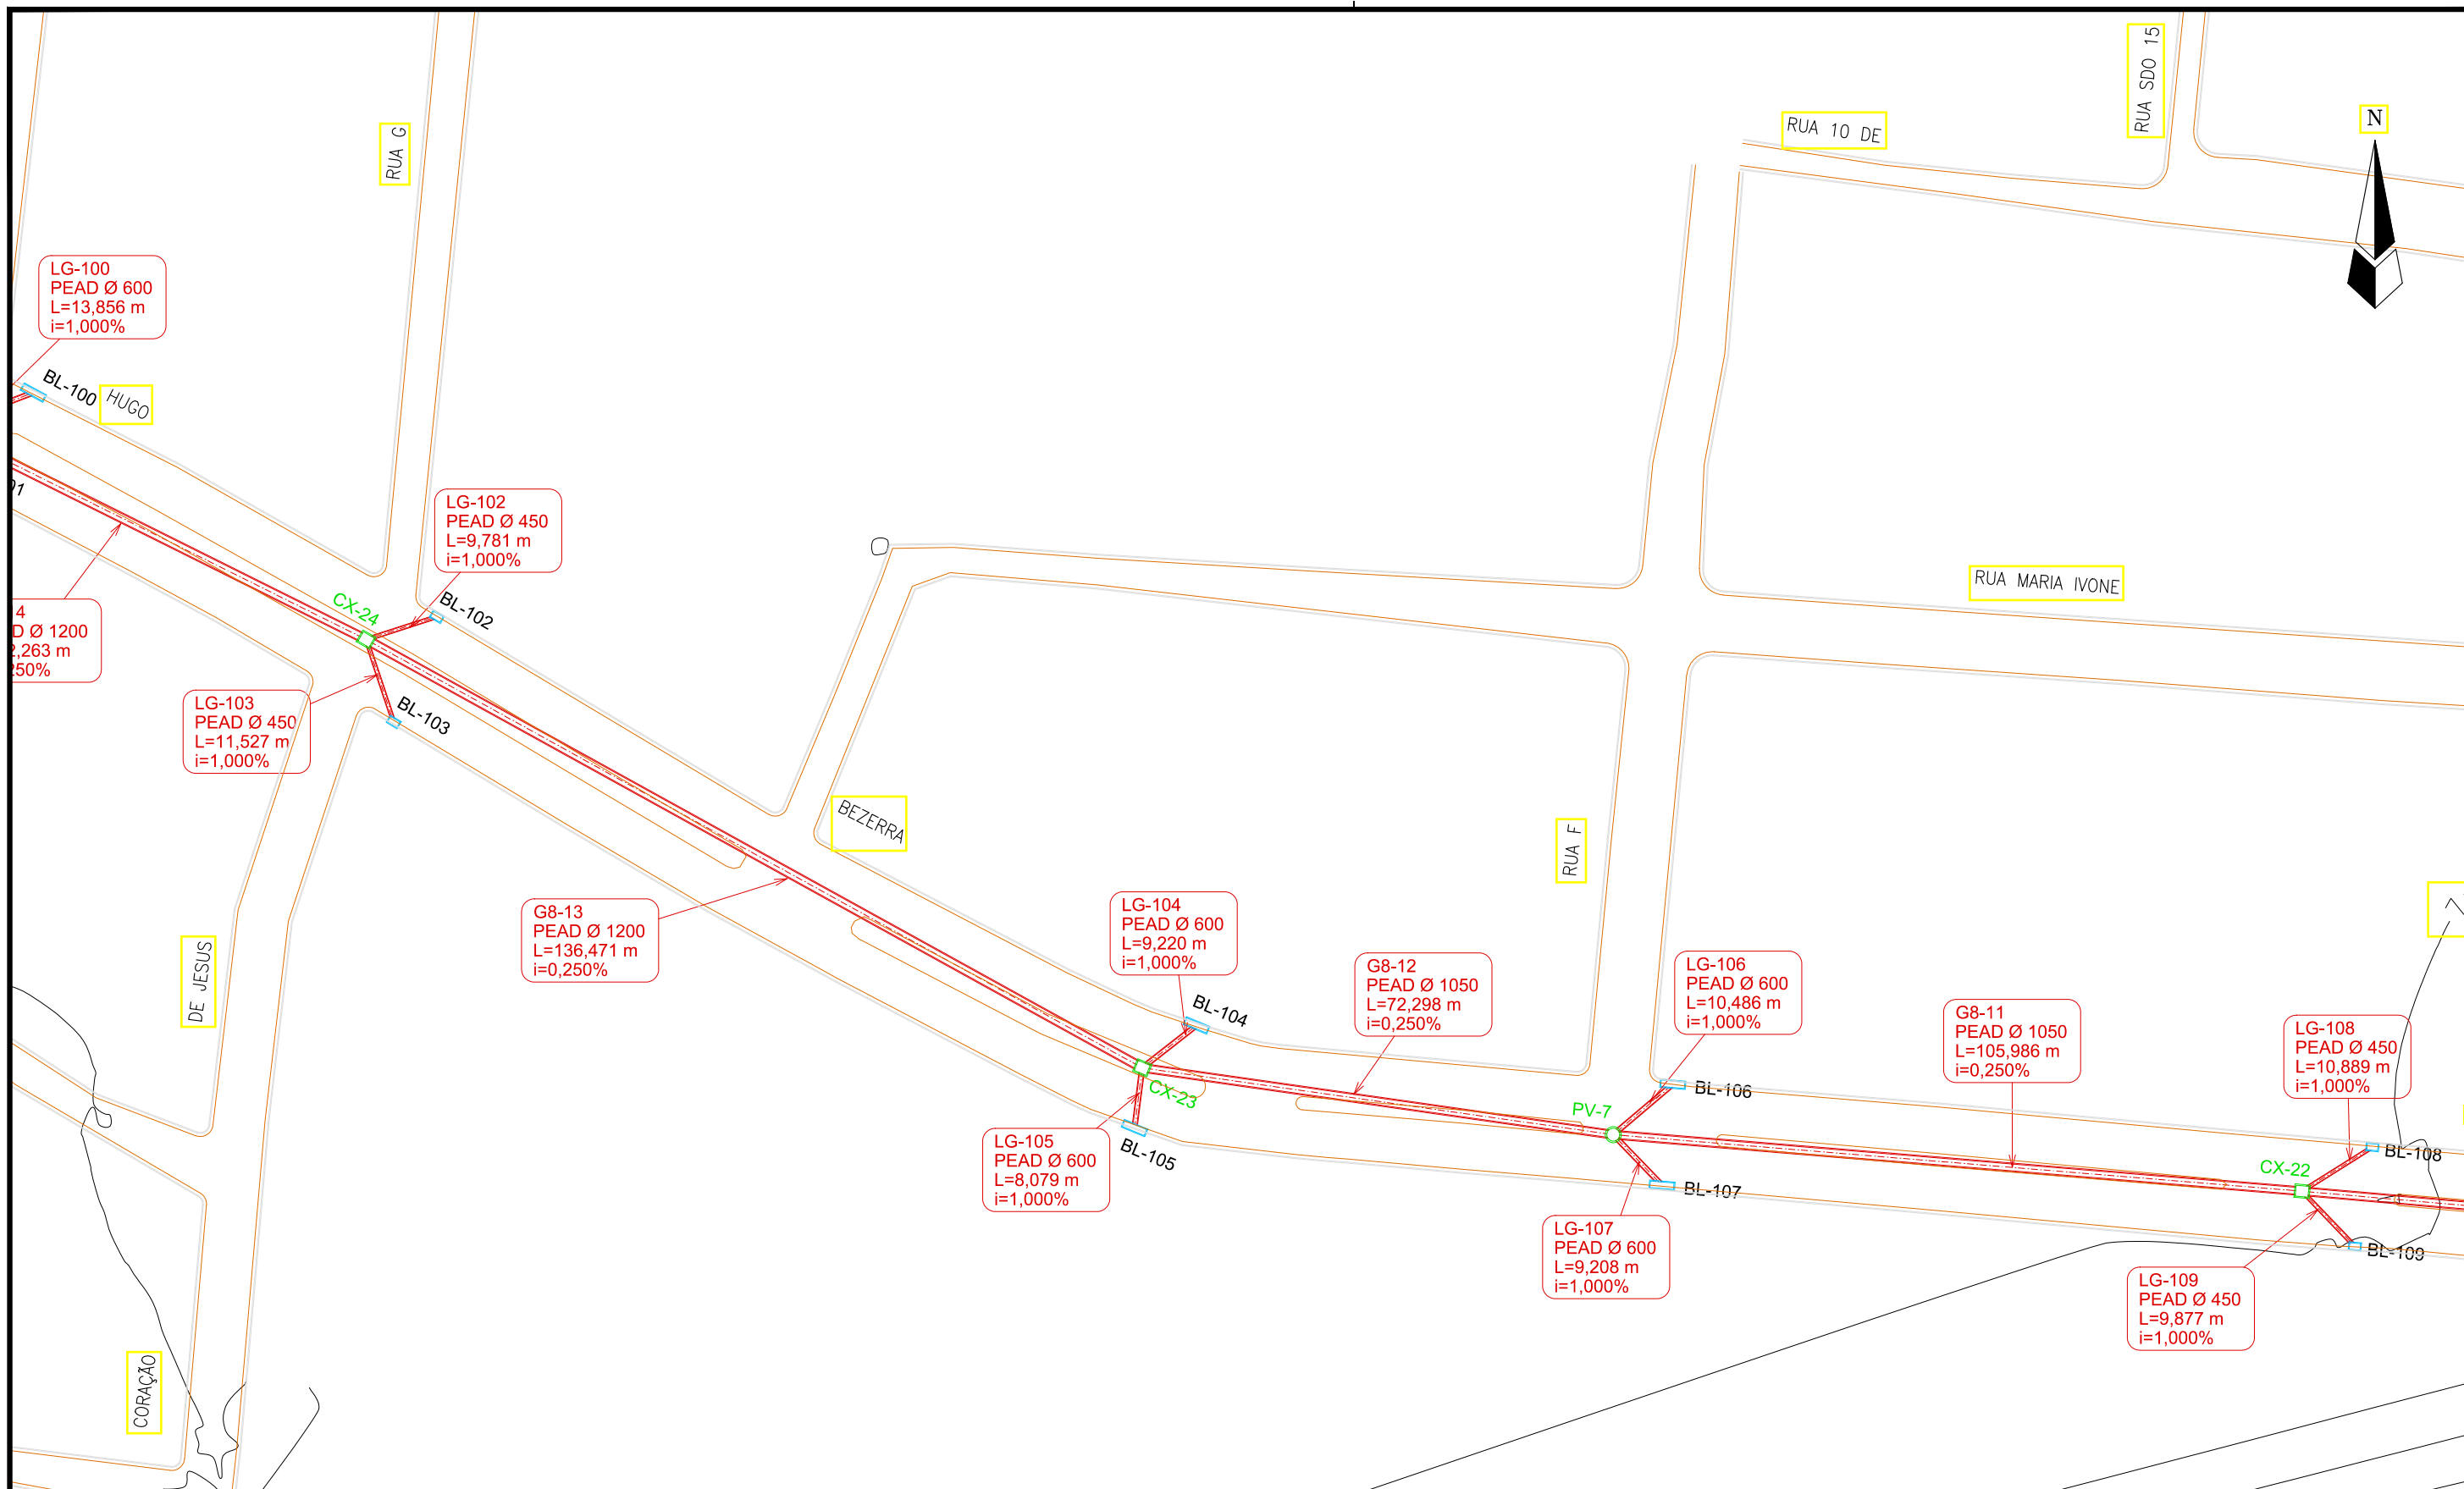 RUA SDO 15
N
RUA 10 DE
RUA G
LG-100
PEAD Ø 600
L=13,856 m
i=1,000%
BL-100
HUGO
LG-102
PEAD Ø 450
L=9,781 m
i=1,000%
CX-24
BL-102
RUA MARIA IVONE
4
D Ø 1200
2,263 m
250%
LG-103
PEAD Ø 450
L=11,527 m
i=1,000%
BL-103
BEZERRA
RUA F
G8-13
PEAD Ø 1200
L=136,471 m
i=0,250%
LG-104
PEAD Ø 600
L=9,220 m
i=1,000%
G8-12
PEAD Ø 1050
L=72,298 m
i=0,250%
LG-106
PEAD Ø 600
L=10,486 m
i=1,000%
G8-11
PEAD Ø 1050
L=105,986 m
i=0,250%
LG-108
PEAD Ø 450
L=10,889 m
i=1,000%
DE JESUS
BL-104
CX-23
PV-7
BL-106
BL-108
CX-22
LG-105
PEAD Ø 600
L=8,079 m
i=1,000%
BL-105
BL-107
LG-107
PEAD Ø 600
L=9,208 m
i=1,000%
BL-109
LG-109
PEAD Ø 450
L=9,877 m
i=1,000%
CORAÇÃO